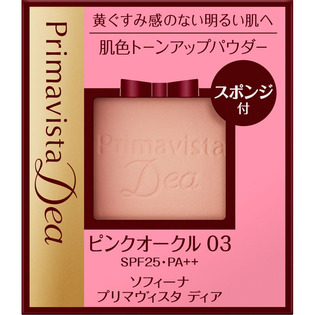 黄ぐすみ感のない明るい肌へ
肌色トーンアップパウダー
Primavista
Dea
スポンジ
付
Primavista
Dea
ピンクオークル 03
SPF25・PA++
ソフィーナ
プリマヴィスタ ディア